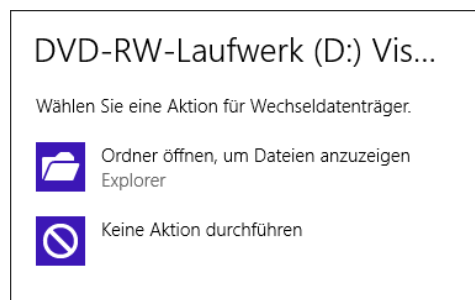 DVD-RW-Laufwerk (D:) Vis...
Wählen Sie eine Aktion für Wechseldatenträger.
Ordner öffnen, um Dateien anzuzeigen
Explorer
Keine Aktion durchführen